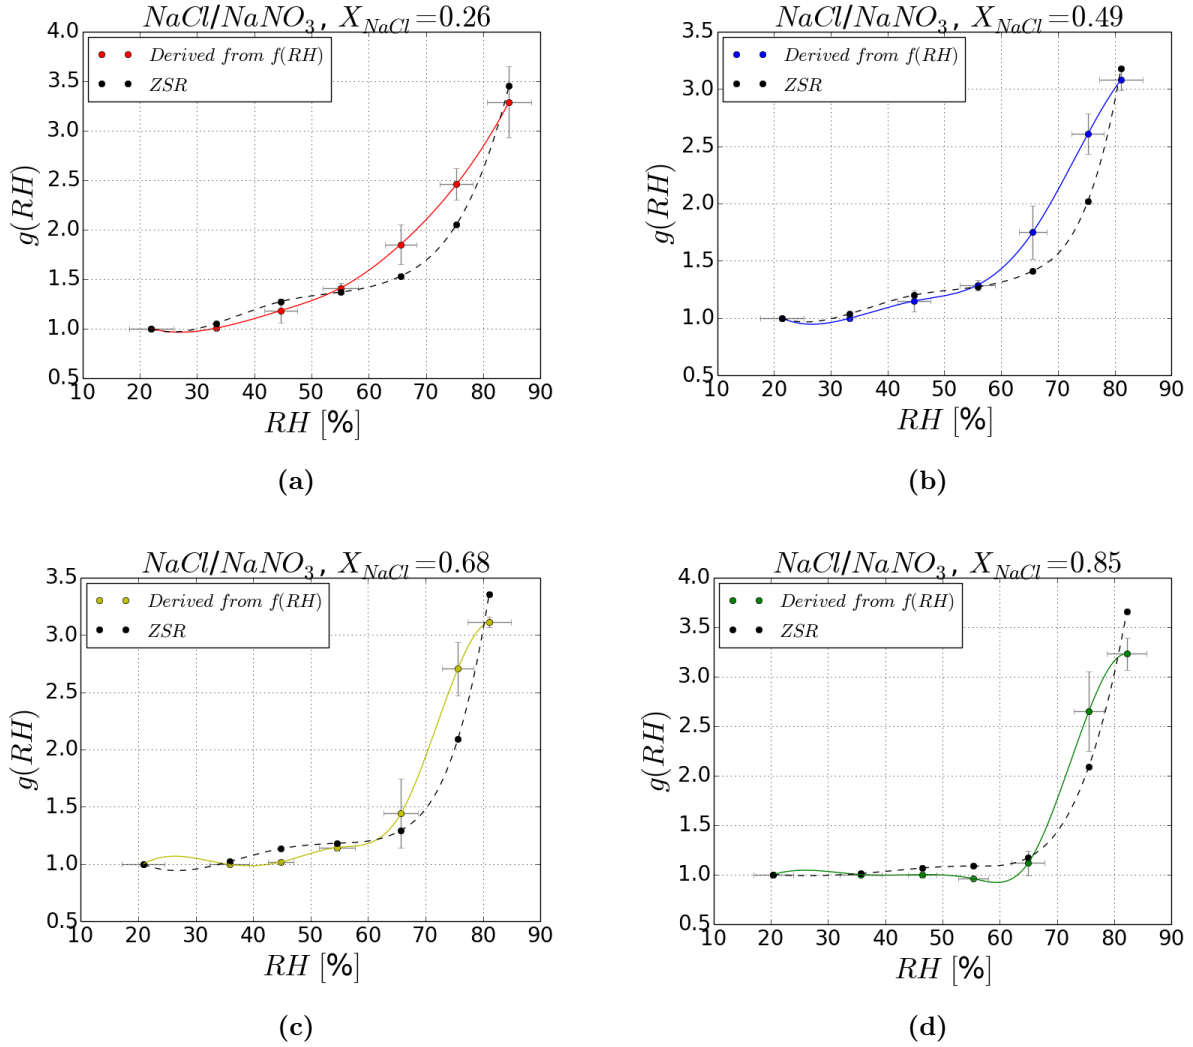 NaCl/NaNO3, X_NaCl=0.26
4.0
3.5
3.0
2.5
2.0
1.5
1.0
0.5
g(RH)
Derived from f(RH)
ZSR
10 20 30 40 50 60 70 80 90
RH [%]
(a)
NaCl/NaNO3, X_NaCl=0.49
3.5
3.0
2.5
2.0
1.5
1.0
0.5
g(RH)
Derived from f(RH)
ZSR
10 20 30 40 50 60 70 80 90
RH [%]
(b)
NaCl/NaNO3, X_NaCl=0.68
3.5
3.0
2.5
2.0
1.5
1.0
0.5
g(RH)
Derived from f(RH)
ZSR
10 20 30 40 50 60 70 80 90
RH [%]
(c)
NaCl/NaNO3, X_NaCl=0.85
4.0
3.5
3.0
2.5
2.0
1.5
1.0
0.5
g(RH)
Derived from f(RH)
ZSR
10 20 30 40 50 60 70 80 90
RH [%]
(d)